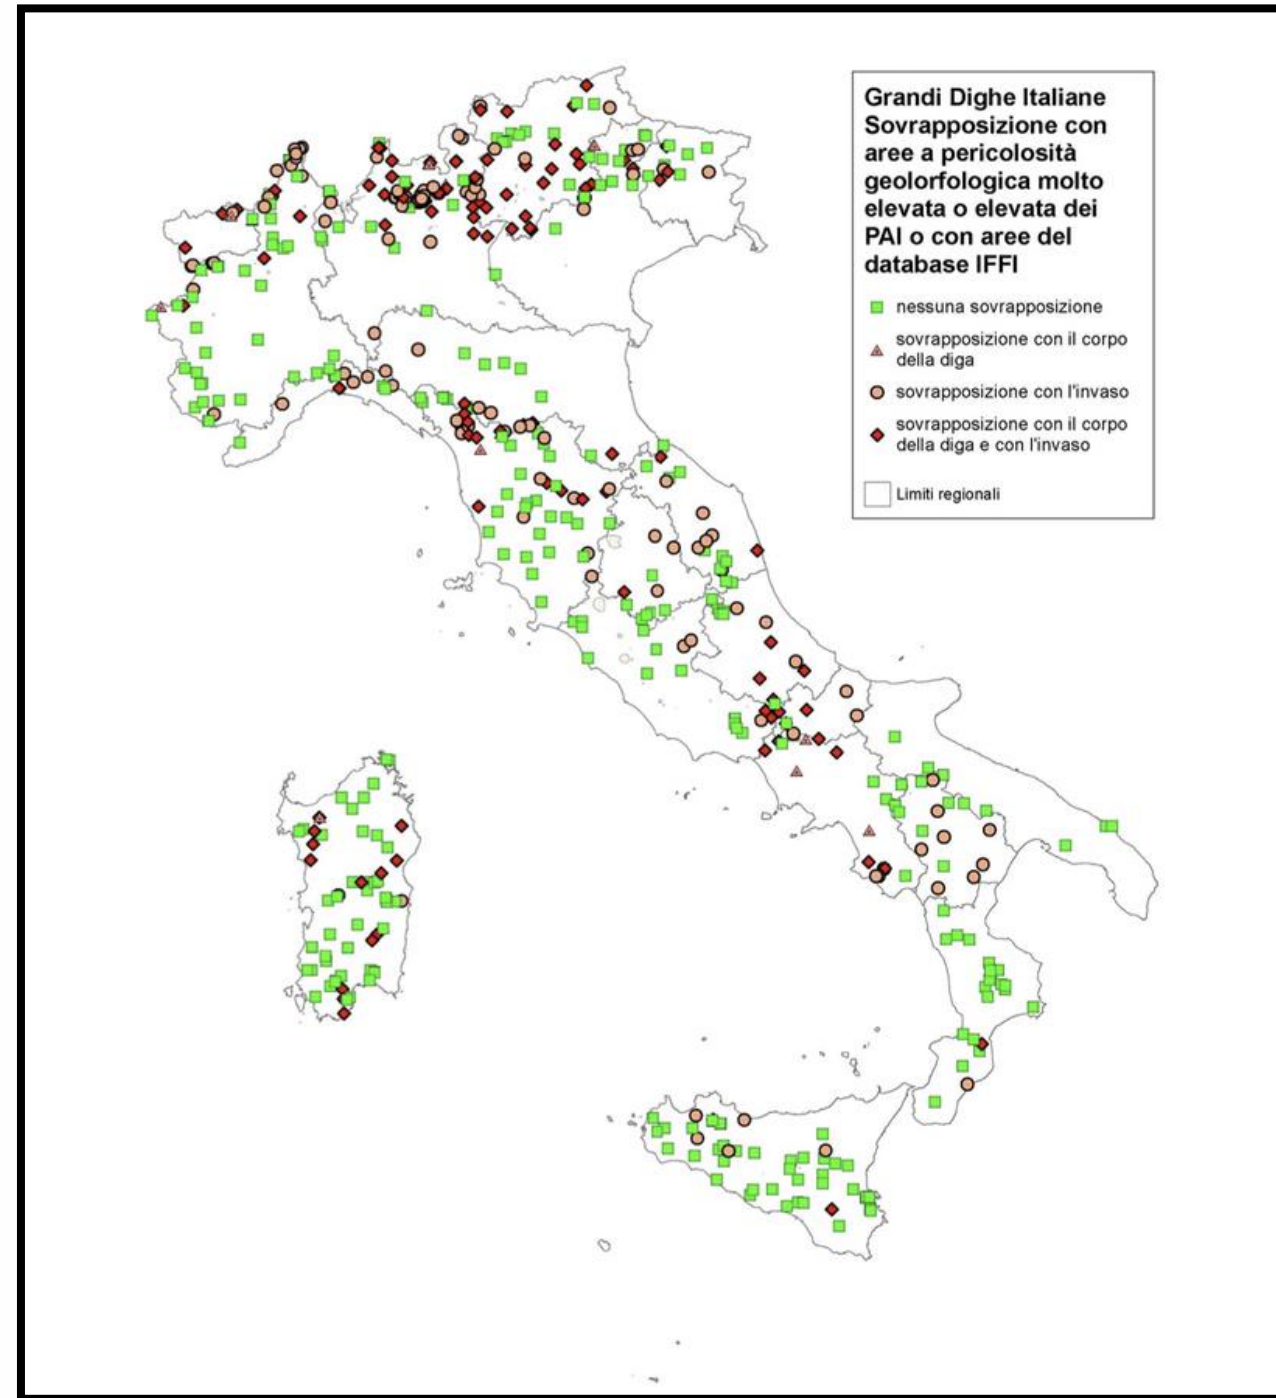 Grandi Dighe Italiane
Sovrapposizione con
aree a pericolosità
geolorfologica molto
elevata o elevata dei
PAI o con aree del
database IFFI
nessuna sovrapposizione
sovrapposizione con il corpo
della diga
sovrapposizione con l'invaso
sovrapposizione con il corpo
della diga e con l'invaso
Limiti regionali